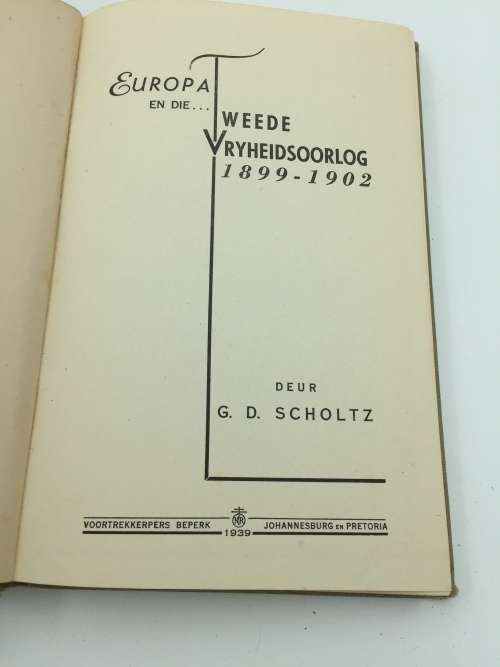 EUROPA
EN DIE...
TWEEDE
VRYHEIDSOORLOG
1899-1902
DEUR
G. D. SCHOLTZ
VOORTREKKERPERS BEPERK JOHANNESBURG EN PRETORIA
1939